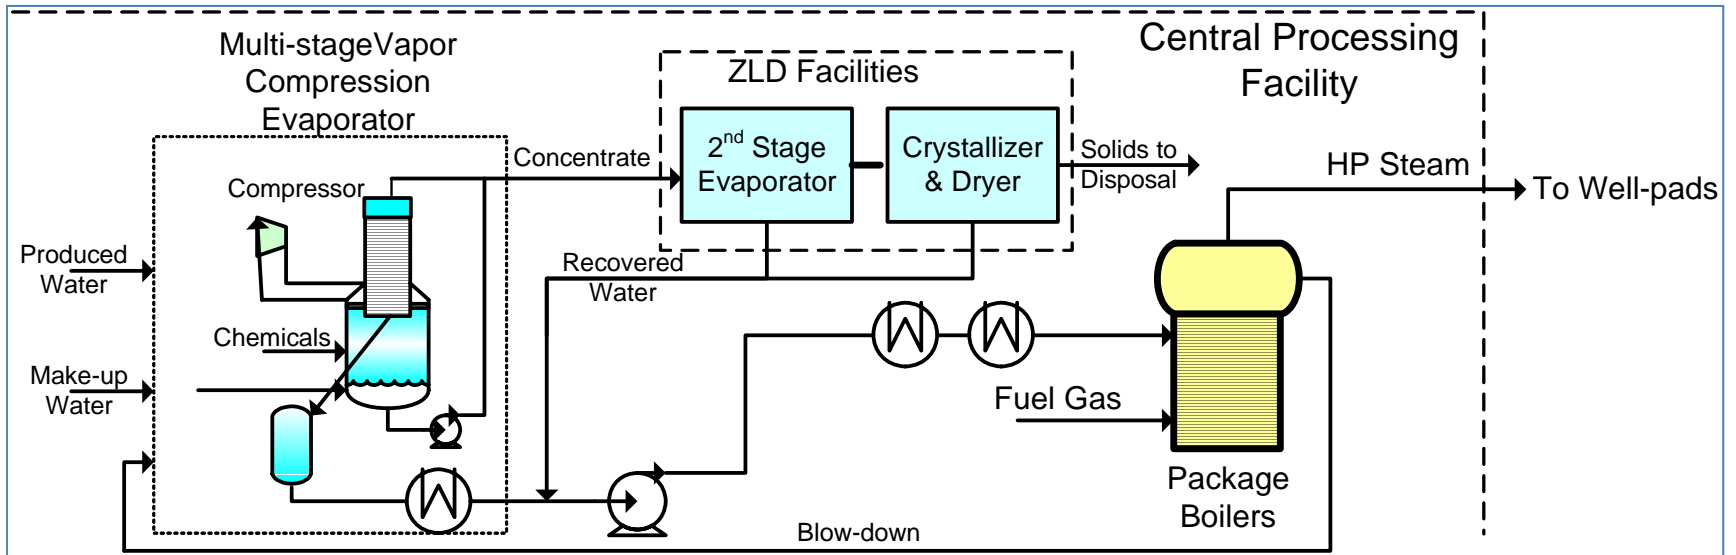 Multi-stageVapor
Compression
Evaporator
ZLD Facilities
Central Processing
Facility
2nd Stage
Evaporator
Crystallizer
& Dryer
Concentrate
Solids to
Disposal
HP Steam
To Well-pads
Compressor
Produced
Water
Recovered
Water
Chemicals
Make-up
Water
Fuel Gas
Package
Boilers
Blow-down